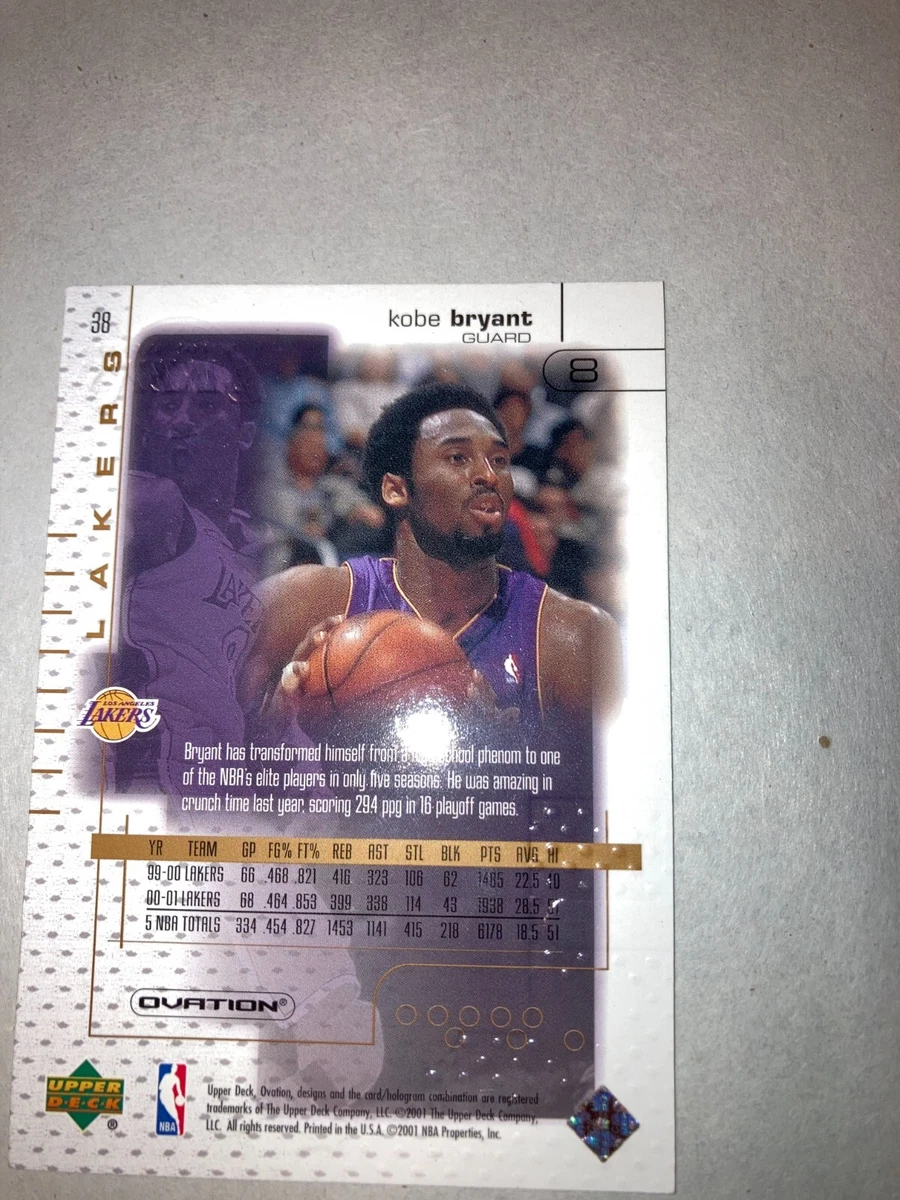 38
kobe bryant
GUARD
8
LAKERS
LOS ANGELES
LAKERS
Bryant has transformed himself from a school phenom to one
of the NBA's elite players in only five seasons. He was amazing in
crunch time last year, scoring 29.4 ppg in 16 playoff games.
YR TEAM GP FG% FT% REB AST STL BLK PTS AVG HI
99-00 LAKERS 66 .468 .821 416 323 106 62 1485 22.5 40
00-01 LAKERS 68 .464 .853 399 338 114 43 1938 28.5 51
5 NBA TOTALS 334 .454 .827 1453 1141 415 218 6178 18.5 51
OVATION®
UPPER
D·E·C·K ®
NBA
Upper Deck, Ovation, designs and the card/hologram combination are registered
trademarks of The Upper Deck Company, LLC. ©2001 The Upper Deck Company,
LLC. All rights reserved. Printed in the U.S.A. ©2001 NBA Properties, Inc.